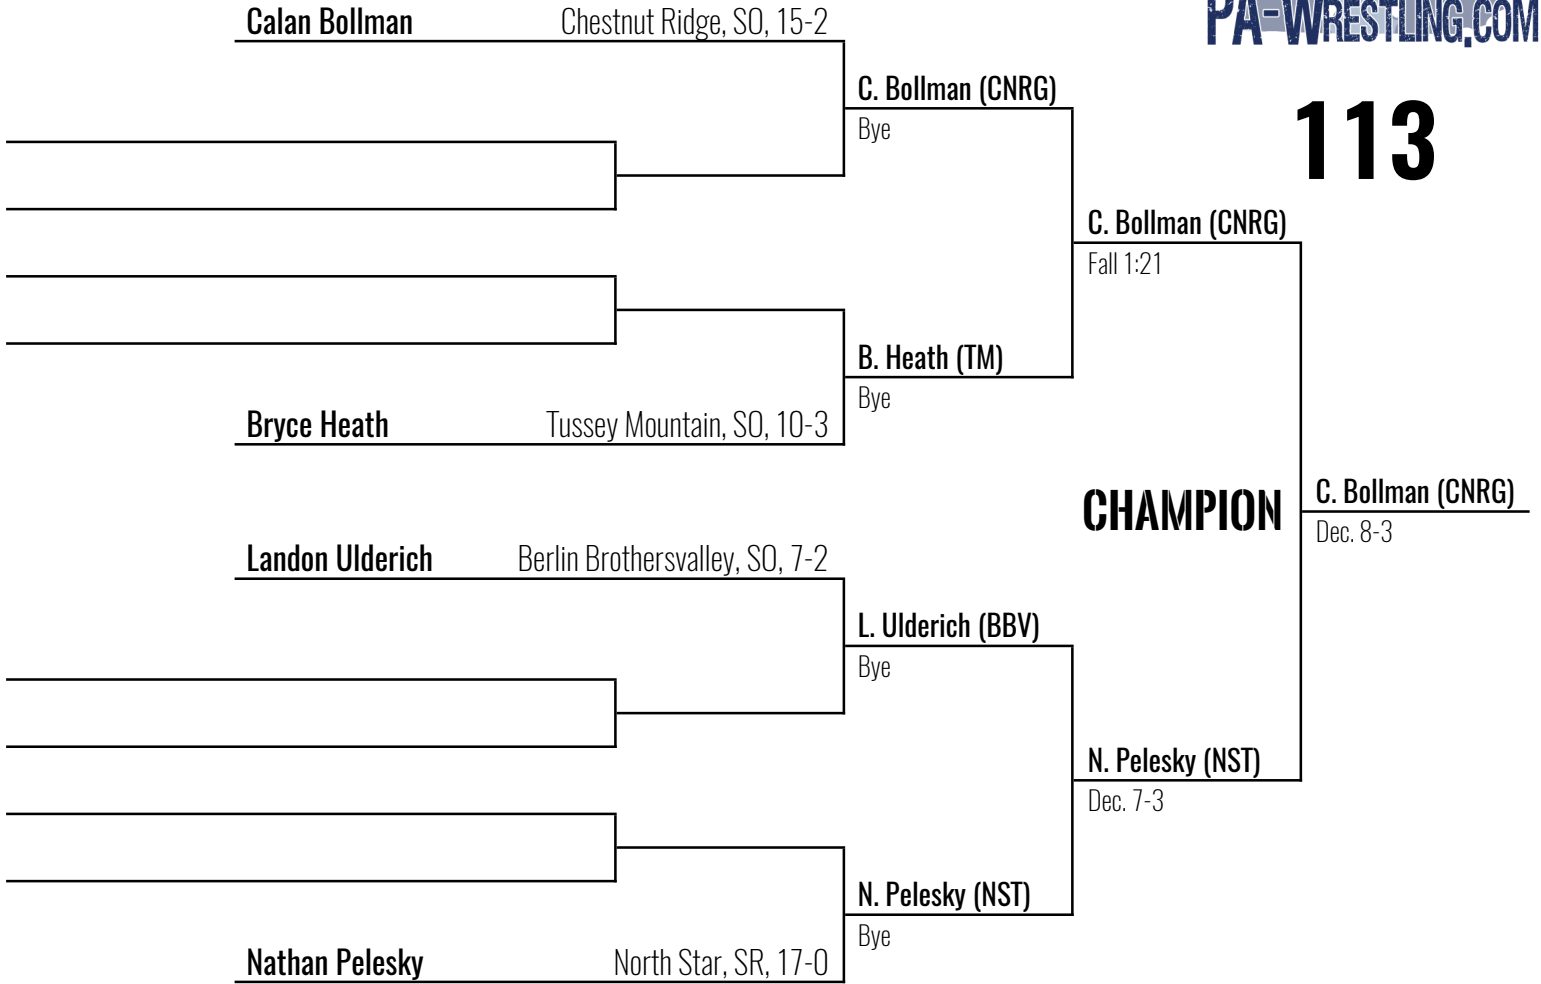 Calan Bollman Chestnut Ridge, SO, 15-2
PA-WRESTLING.COM
C. Bollman (CNRG)
Bye
113
C. Bollman (CNRG)
Fall 1:21
B. Heath (TM)
Bye
Bryce Heath Tussey Mountain, SO, 10-3
CHAMPION
C. Bollman (CNRG)
Dec. 8-3
Landon Ulderich Berlin Brothersvalley, SO, 7-2
L. Ulderich (BBV)
Bye
N. Pelesky (NST)
Dec. 7-3
N. Pelesky (NST)
Bye
Nathan Pelesky North Star, SR, 17-0